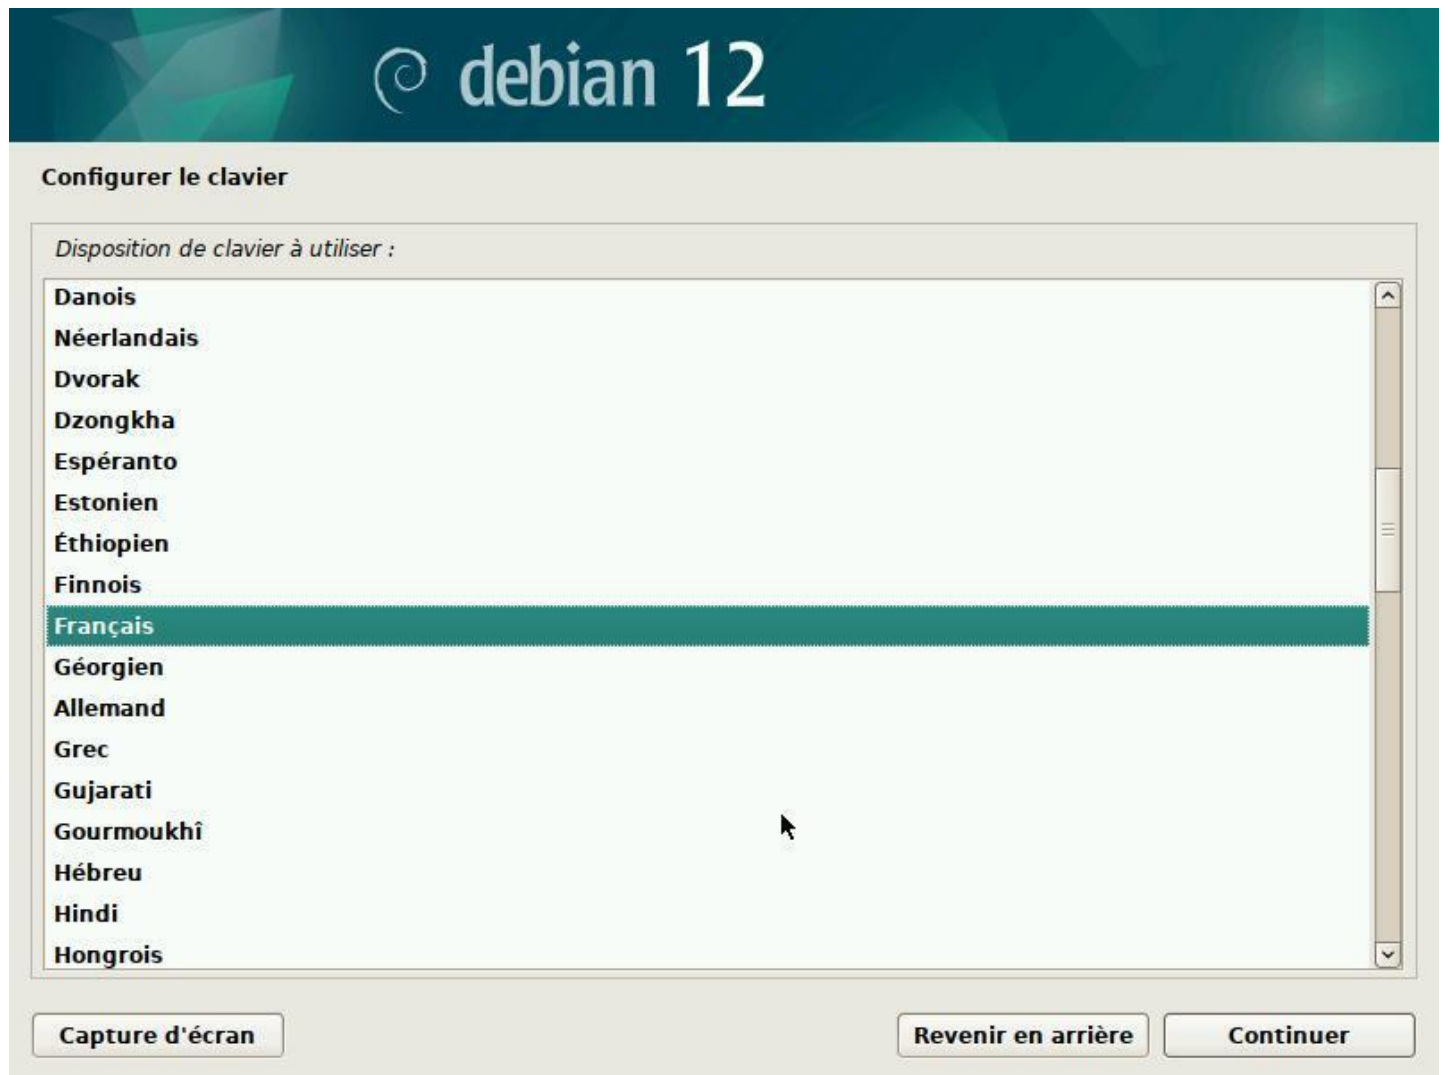 debian 12
Configurer le clavier
Disposition de clavier à utiliser :
Danois
Néerlandais
Dvorak
Dzongkha
Espéranto
Estonien
Éthiopien
Finnois
Français
Géorgien
Allemand
Grec
Gujarati
Gourmoukhî
Hébreu
Hindi
Hongrois
Capture d'écran
Revenir en arrière
Continuer